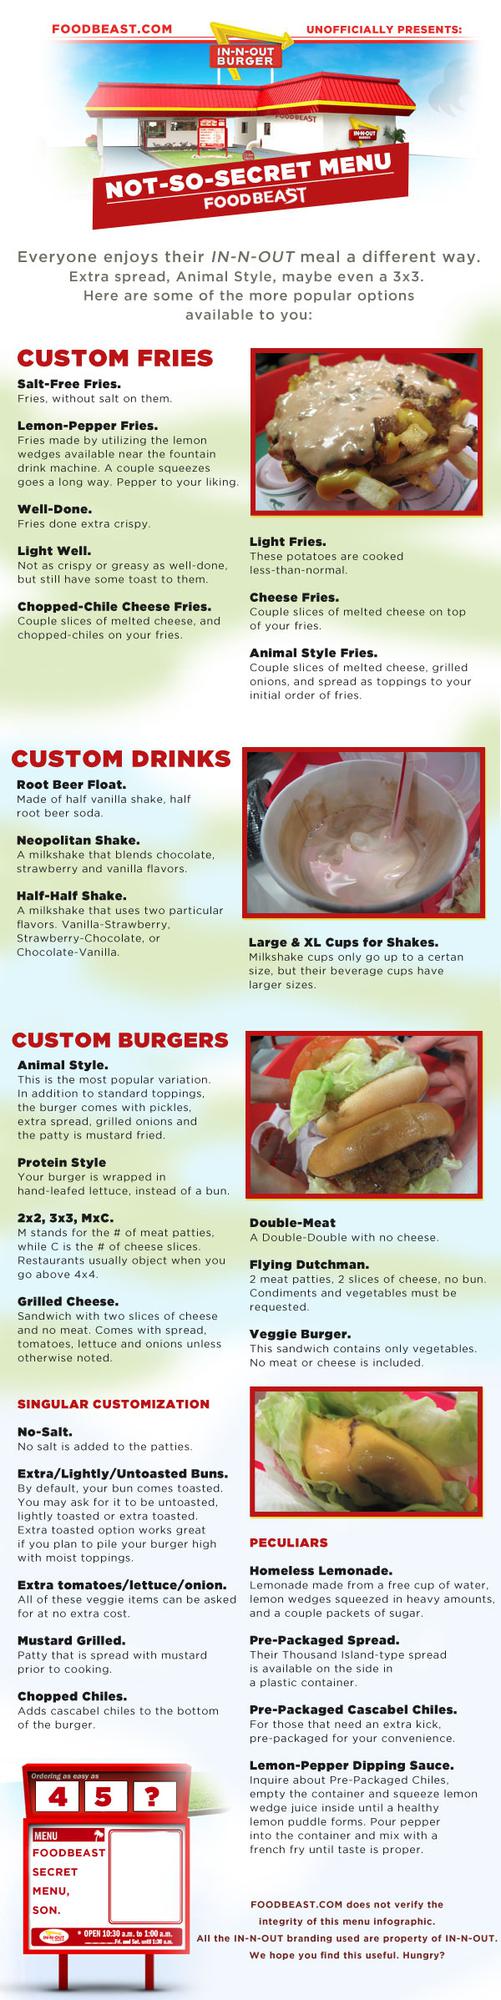 FOODBEAST.COM
UNOFFICIALLY PRESENTS:
IN-N-OUT
BURGER
FOODBEAST
IN-N-OUT
NOT-SO-SECRET MENU
FOODBEAST
Everyone enjoys their IN-N-OUT meal a different way.
Extra spread, Animal Style, maybe even a 3x3.
Here are some of the more popular options
available to you:
CUSTOM FRIES
Salt-Free Fries.
Fries, without salt on them.
Lemon-Pepper Fries.
Fries made by utilizing the lemon
wedges available near the fountain
drink machine. A couple squeezes
goes a long way. Pepper to your liking.
Well-Done.
Fries done extra crispy.
Light Well.
Not as crispy or greasy as well-done,
but still have some toast to them.
Chopped-Chile Cheese Fries.
Couple slices of melted cheese, and
chopped-chiles on your fries.
Light Fries.
These potatoes are cooked
less-than-normal.
Cheese Fries.
Couple slices of melted cheese on top
of your fries.
Animal Style Fries.
Couple slices of melted cheese, grilled
onions, and spread as toppings to your
initial order of fries.
CUSTOM DRINKS
Root Beer Float.
Made of half vanilla shake, half
root beer soda.
Neopolitan Shake.
A milkshake that blends chocolate,
strawberry and vanilla flavors.
Half-Half Shake.
A milkshake that uses two particular
flavors. Vanilla-Strawberry,
Strawberry-Chocolate, or
Chocolate-Vanilla.
Large & XL Cups for Shakes.
Milkshake cups only go up to a certan
size, but their beverage cups have
larger sizes.
CUSTOM BURGERS
Animal Style.
This is the most popular variation.
In addition to standard toppings,
the burger comes with pickles,
extra spread, grilled onions and
the patty is mustard fried.
Protein Style
Your burger is wrapped in
hand-leafed lettuce, instead of a bun.
2x2, 3x3, MxC.
M stands for the # of meat patties,
while C is the # of cheese slices.
Restaurants usually object when you
go above 4x4.
Grilled Cheese.
Sandwich with two slices of cheese
and no meat. Comes with spread,
tomatoes, lettuce and onions unless
otherwise noted.
Double-Meat
A Double-Double with no cheese.
Flying Dutchman.
2 meat patties, 2 slices of cheese, no bun.
Condiments and vegetables must be
requested.
Veggie Burger.
This sandwich contains only vegetables.
No meat or cheese is included.
SINGULAR CUSTOMIZATION
No-Salt.
No salt is added to the patties.
Extra/Lightly/Untoasted Buns.
By default, your bun comes toasted.
You may ask for it to be untoasted,
lightly toasted or extra toasted.
Extra toasted option works great
if you plan to pile your burger high
with moist toppings.
Extra tomatoes/lettuce/onion.
All of these veggie items can be asked
for at no extra cost.
Mustard Grilled.
Patty that is spread with mustard
prior to cooking.
Chopped Chiles.
Adds cascabel chiles to the bottom
of the burger.
PECULIARS
Homeless Lemonade.
Lemonade made from a free cup of water,
lemon wedges squeezed in heavy amounts,
and a couple packets of sugar.
Pre-Packaged Spread.
Their Thousand Island-type spread
is available on the side in
a plastic container.
Pre-Packaged Cascabel Chiles.
For those that need an extra kick,
pre-packaged for your convenience.
Lemon-Pepper Dipping Sauce.
Inquire about Pre-Packaged Chiles,
empty the container and squeeze lemon
wedge juice inside until a healthy
lemon puddle forms. Pour pepper
into the container and mix with a
french fry until taste is proper.
Ordering as easy as
4 5 ?
MENU
FOODBEAST
SECRET
MENU,
SON.
IN-N-OUT
* OPEN 10:30 a.m. to 1:00 a.m.
Fri. and Sat. until 1:30 a.m.
FOODBEAST.COM does not verify the
integrity of this menu infographic.
All the IN-N-OUT branding used are property of IN-N-OUT.
We hope you find this useful. Hungry?